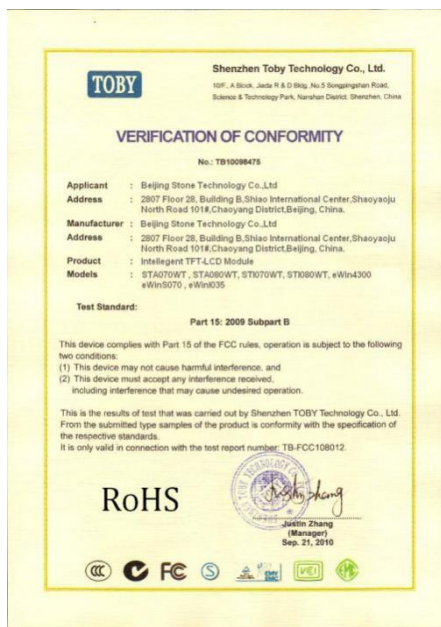 TOBY
Shenzhen Toby Technology Co., Ltd.
10/F., A Block, Jiada R & D Bldg.,No.5 Songpingshan Road,
Science & Technology Park, Nanshan District, Shenzhen, China
VERIFICATION OF CONFORMITY
No.: TB10098475
Applicant : Beijing Stone Technology Co.,Ltd
Address : 2807 Floor 28, Building B,Shiao International Center,Shaoyaoju
North Road 101#,Chaoyang District,Beijing, China.
Manufacturer : Beijing Stone Technology Co.,Ltd
Address : 2807 Floor 28, Building B,Shiao International Center,Shaoyaoju
North Road 101#,Chaoyang District,Beijing, China.
Product : Intellegent TFT-LCD Module
Models : STA070WT , STA080WT, STI070WT, STI080WT, eWin4300
eWinS070 , eWinI035
Test Standard:
Part 15: 2009 Subpart B
This device complies with Part 15 of the FCC rules, operation is subject to the following
two conditions:
(1) This device may not cause harmful interference, and
(2) This device must accept any interference received,
including interference that may cause undesired operation.
This is the results of test that was carried out by Shenzhen TOBY Technology Co., Ltd.
From the submitted type samples of the product is conformity with the specification of
the respective standards.
It is only valid in connection with the test report number: TB-FCC108012.
RoHS
Justin Zhang
Justin Zhang
(Manager)
Sep. 21, 2010
CCC
FC
S
VCI